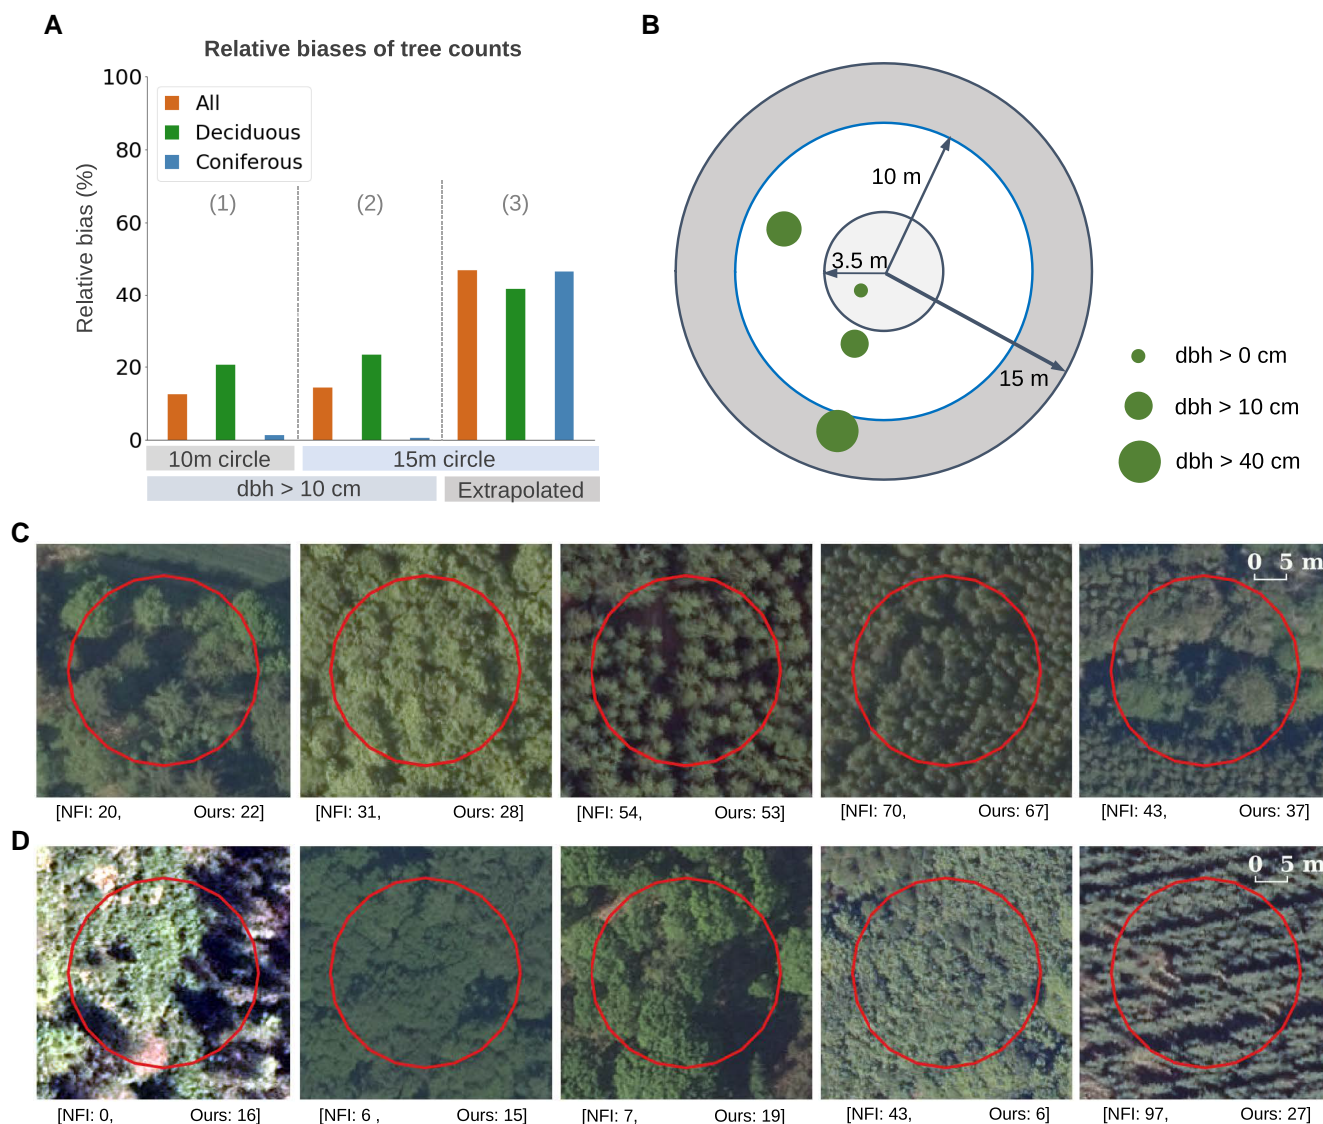 A
B
Relative biases of tree counts
Relative bias (%)
100
80
60
40
20
0
All
Deciduous
Coniferous
(1)
(2)
(3)
10m circle
15m circle
dbh > 10 cm
Extrapolated
10 m
3.5 m
15 m
dbh > 0 cm
dbh > 10 cm
dbh > 40 cm
C
0 5 m
[NFI: 20, Ours: 22]
[NFI: 31, Ours: 28]
[NFI: 54, Ours: 53]
[NFI: 70, Ours: 67]
[NFI: 43, Ours: 37]
D
0 5 m
[NFI: 0, Ours: 16]
[NFI: 6 , Ours: 15]
[NFI: 7, Ours: 19]
[NFI: 43, Ours: 6]
[NFI: 97, Ours: 27]